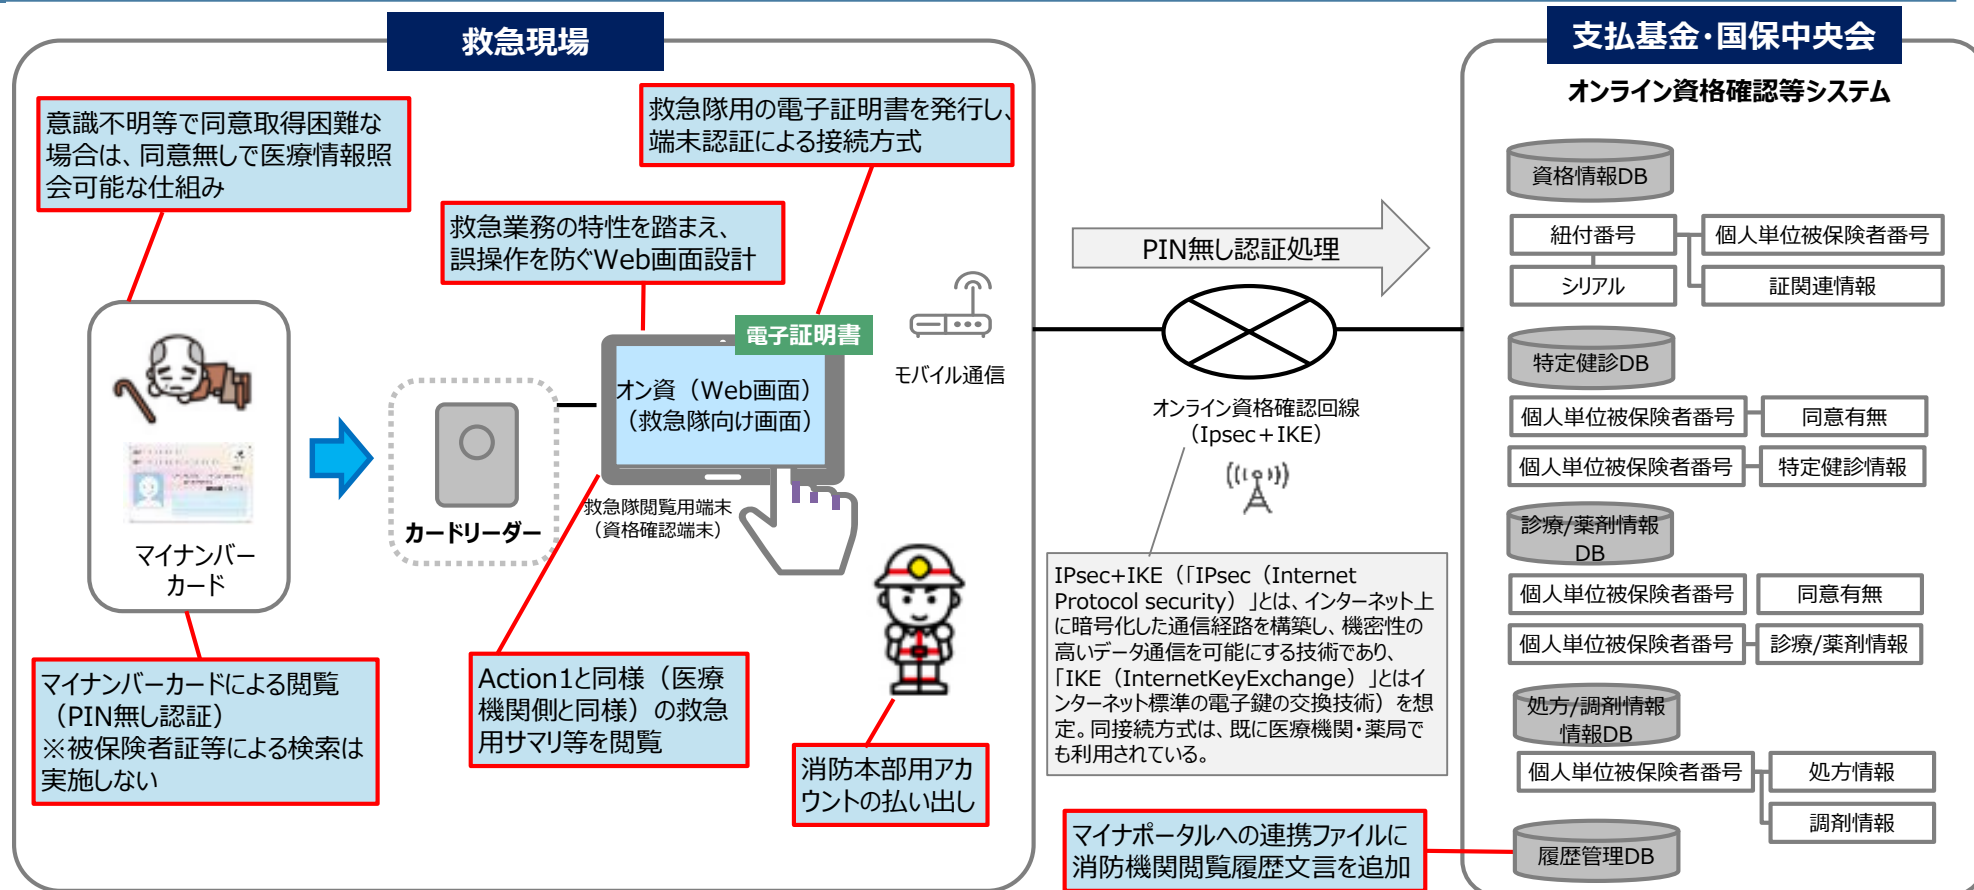 救急現場
支払基金･国保中央会
オンライン資格確認等システム
意識不明等で同意取得困難な
場合は、同意無しで医療情報照
会可能な仕組み
救急隊用の電子証明書を発行し、
端末認証による接続方式
救急業務の特性を踏まえ、
誤操作を防ぐWeb画面設計
電子証明書
オン資（Web画面）
（救急隊向け画面）
モバイル通信
カードリーダー
救急隊閲覧用端末
（資格確認端末）
マイナンバー
カード
マイナンバーカードによる閲覧
（PIN無し認証）
※被保険者証等による検索は
実施しない
Action1と同様（医療
機関側と同様）の救急
用サマリ等を閲覧
消防本部用アカ
ウントの払い出し
PIN無し認証処理
オンライン資格確認回線
（Ipsec＋IKE）
IPsec+IKE（「IPsec（Internet
Protocol security）」とは、インターネット上
に暗号化した通信経路を構築し、機密性の
高いデータ通信を可能にする技術であり、
「IKE（InternetKeyExchange）」とはイ
ンターネット標準の電子鍵の交換技術）を想
定。同接続方式は、既に医療機関・薬局で
も利用されている。
マイナポータルへの連携ファイルに
消防機関閲覧履歴文言を追加
資格情報DB
紐付番号
個人単位被保険者番号
シリアル
証関連情報
特定健診DB
個人単位被保険者番号
同意有無
個人単位被保険者番号
特定健診情報
診療/薬剤情報
DB
個人単位被保険者番号
同意有無
個人単位被保険者番号
診療/薬剤情報
処方/調剤情報
情報DB
個人単位被保険者番号
処方情報
調剤情報
履歴管理DB